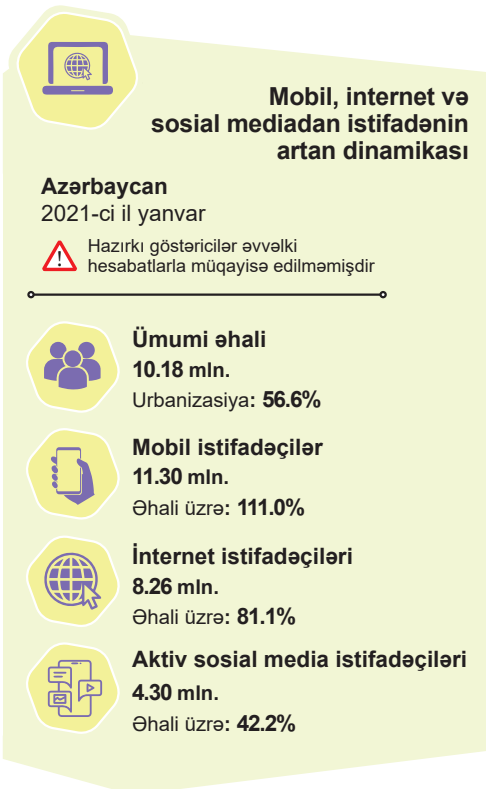 Mobil, internet və
sosial mediadan istifadənin
artan dinamikası
Azərbaycan
2021-ci il yanvar
Hazırkı göstəricilər əvvəlki
hesabatlarla müqayisə edilməmişdir
Ümumi əhali
10.18 mln.
Urbanizasiya: 56.6%
Mobil istifadəçilər
11.30 mln.
Əhali üzrə: 111.0%
İnternet istifadəçiləri
8.26 mln.
Əhali üzrə: 81.1%
Aktiv sosial media istifadəçiləri
4.30 mln.
Əhali üzrə: 42.2%